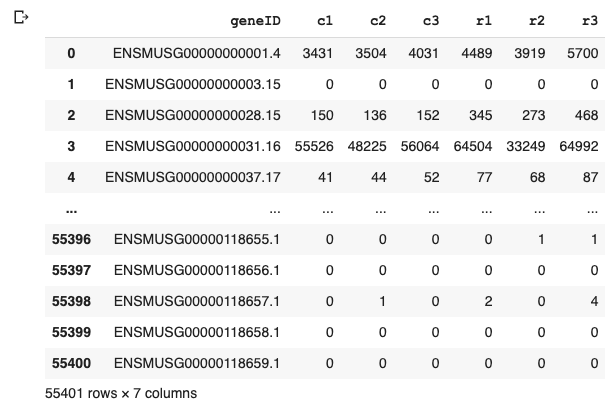 geneID c1 c2 c3 r1 r2 r3
0 ENSMUSG00000000001.4 3431 3504 4031 4489 3919 5700
1 ENSMUSG00000000003.15 0 0 0 0 0 0
2 ENSMUSG00000000028.15 150 136 152 345 273 468
3 ENSMUSG00000000031.16 55526 48225 56064 64504 33249 64992
4 ENSMUSG00000000037.17 41 44 52 77 68 87
... ... ... ... ... ... ... ...
55396 ENSMUSG00000118655.1 0 0 0 0 1 1
55397 ENSMUSG00000118656.1 0 0 0 0 0 0
55398 ENSMUSG00000118657.1 0 1 0 2 0 4
55399 ENSMUSG00000118658.1 0 0 0 0 0 0
55400 ENSMUSG00000118659.1 0 0 0 0 0 0
55401 rows × 7 columns